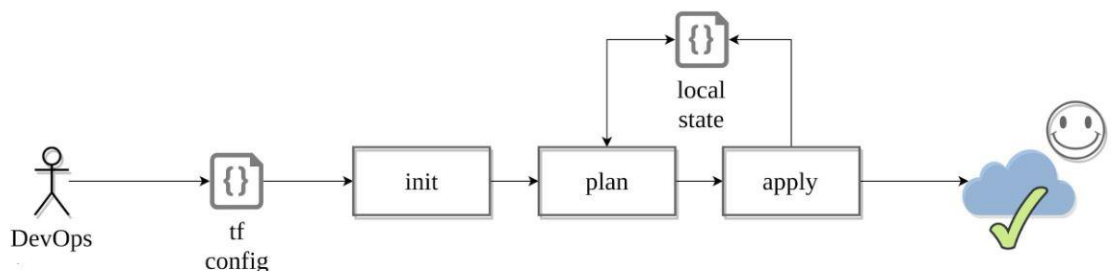 {}
local
state
{}
init
plan
apply
DevOps
tf
config